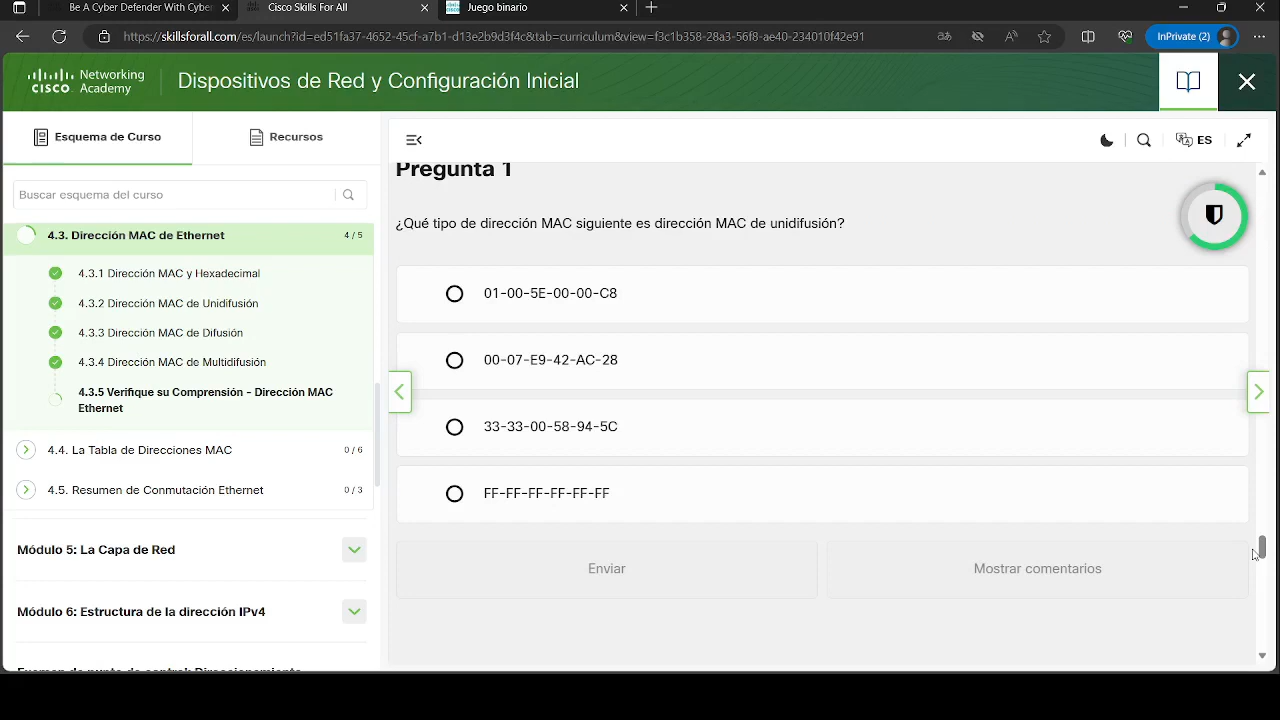 Be A Cyber Defender With Cyber
Cisco Skills For All
Juego binario
https://skillsforall.com/es/launch?id=ed51fa37-4652-45cf-a7b1-d13e2b9d3f4c&tab=curriculum&view=f3c1b358-28a3-56f8-ae40-234010f42e91
InPrivate (2)
Networking
CISCO Academy
Dispositivos de Red y Configuración Inicial
Esquema de Curso
Recursos
ES
Buscar esquema del curso
4.3. Dirección MAC de Ethernet
4 / 5
4.3.1 Dirección MAC y Hexadecimal
4.3.2 Dirección MAC de Unidifusión
4.3.3 Dirección MAC de Difusión
4.3.4 Dirección MAC de Multidifusión
4.3.5 Verifique su Comprensión - Dirección MAC
Ethernet
4.4. La Tabla de Direcciones MAC
0 / 6
4.5. Resumen de Conmutación Ethernet
0 / 3
Módulo 5: La Capa de Red
Módulo 6: Estructura de la dirección IPv4
Examen de punto de control: Direccionamiento
Pregunta 1
¿Qué tipo de dirección MAC siguiente es dirección MAC de unidifusión?
01-00-5E-00-00-C8
00-07-E9-42-AC-28
33-33-00-58-94-5C
FF-FF-FF-FF-FF-FF
Enviar
Mostrar comentarios